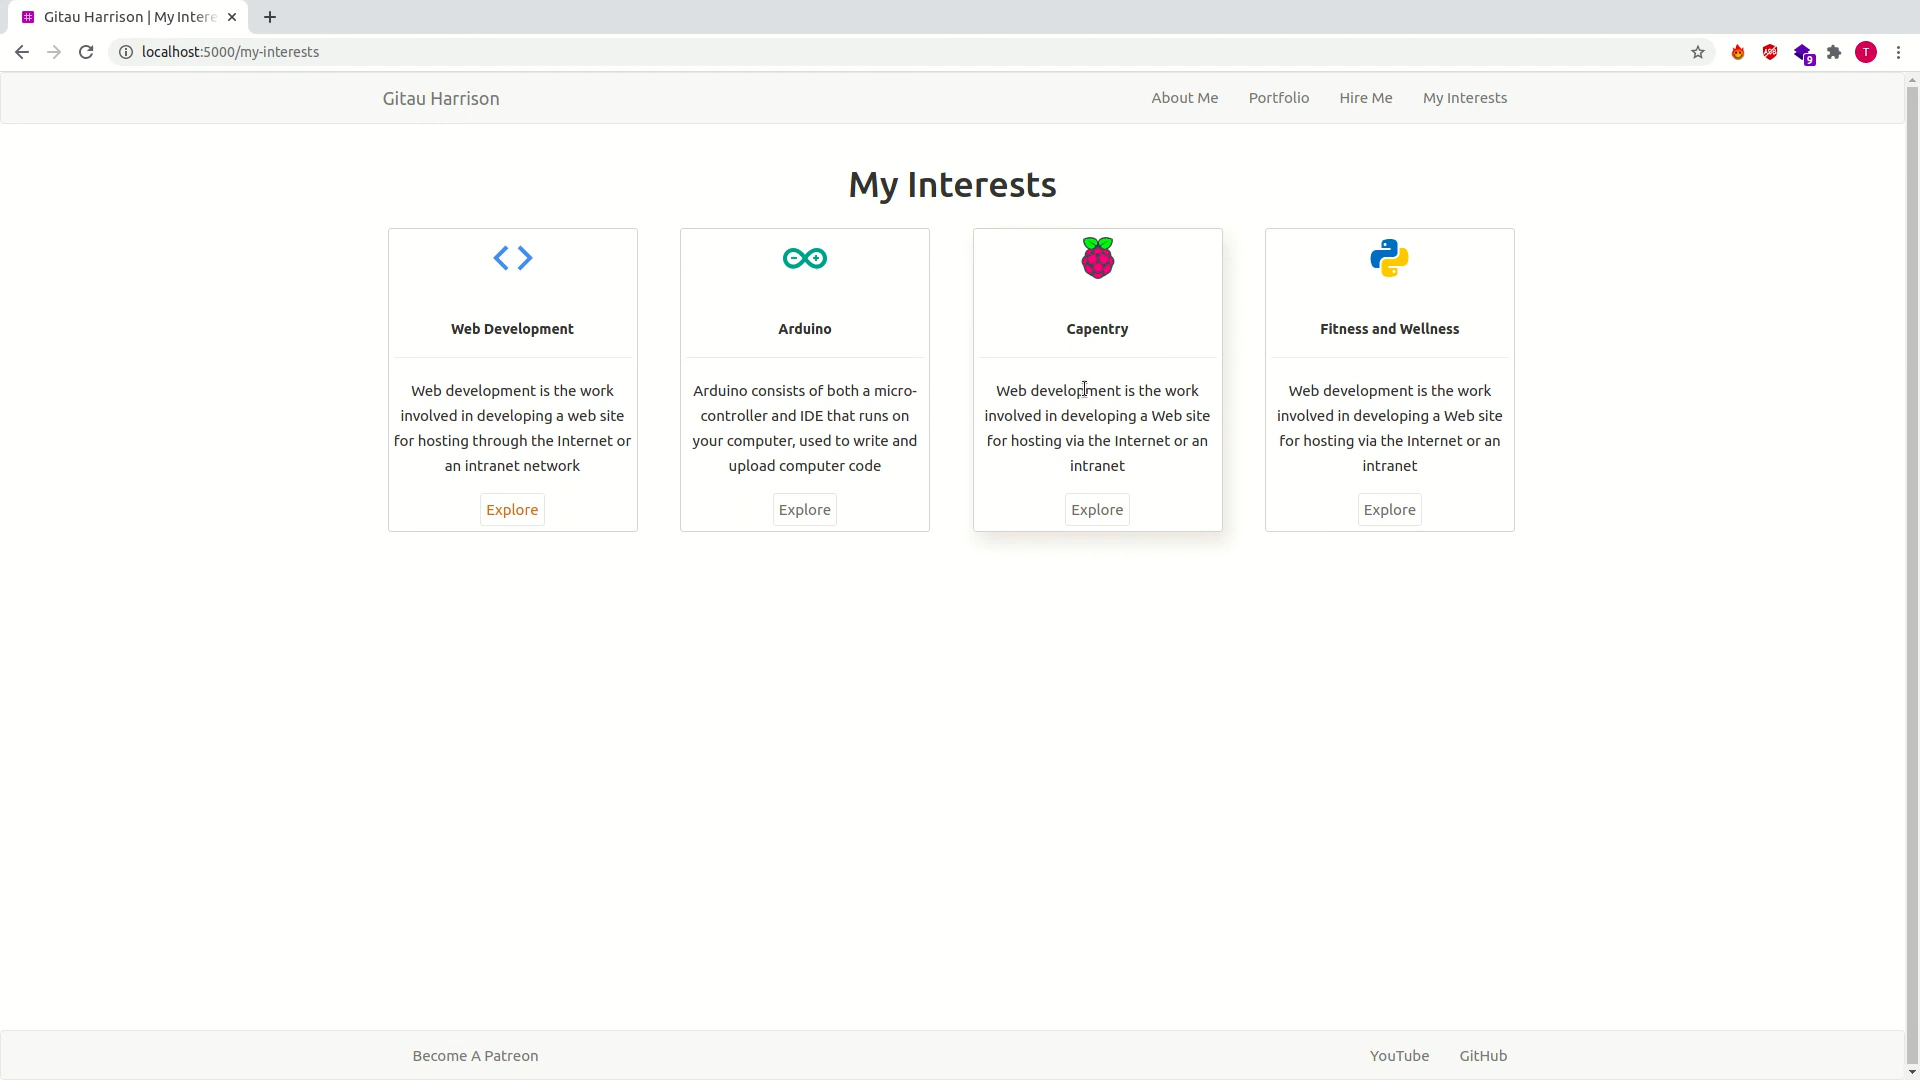 Gitau Harrison | My Intere
localhost:5000/my-interests
ABP
9
T
Gitau Harrison
About Me
Portfolio
Hire Me
My Interests
My Interests
Web Development
Web development is the work
involved in developing a web site
for hosting through the Internet or
an intranet network
Explore
Arduino
Arduino consists of both a micro-
controller and IDE that runs on
your computer, used to write and
upload computer code
Explore
Capentry
Web development is the work
involved in developing a Web site
for hosting via the Internet or an
intranet
Explore
Fitness and Wellness
Web development is the work
involved in developing a Web site
for hosting via the Internet or an
intranet
Explore
Become A Patreon
YouTube
GitHub